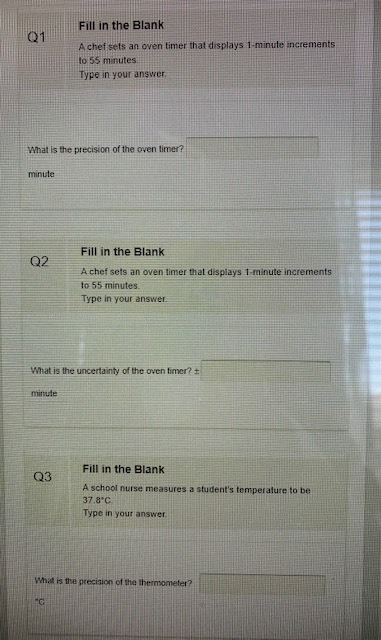 Q1
Fill in the Blank
A chef sets an oven timer that displays 1-minute increments
to 55 minutes.
Type in your answer.
What is the precision of the oven timer?
minute
Q2
Fill in the Blank
A chef sets an oven timer that displays 1-minute increments
to 55 minutes.
Type in your answer.
What is the uncertainty of the oven timer? ±
minute
Q3
Fill in the Blank
A school nurse measures a student's temperature to be
37.8°C.
Type in your answer.
What is the precision of the thermometer?
°C